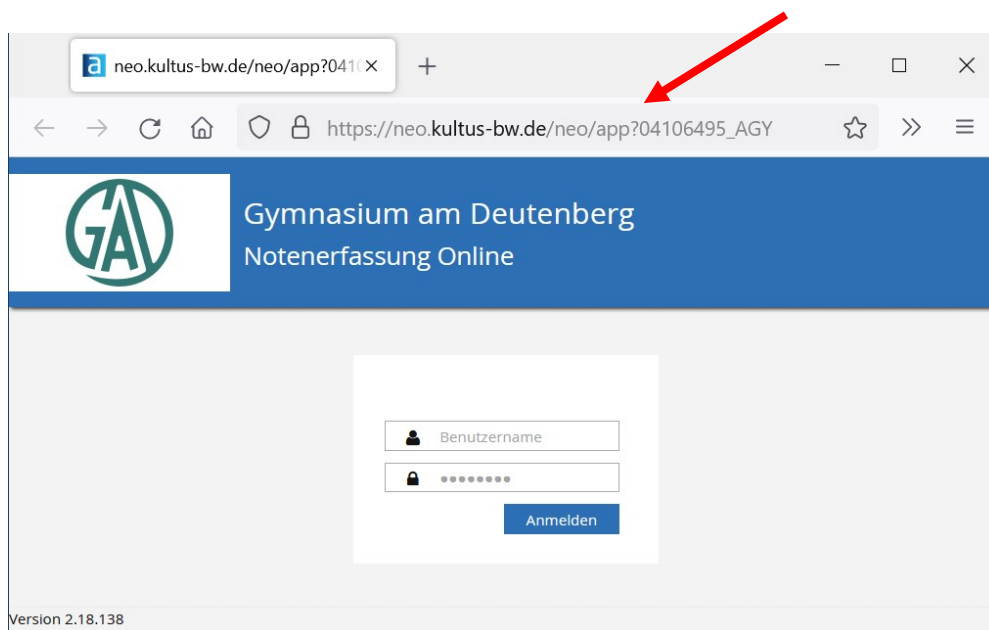 neo.kultus-bw.de/neo/app?041
https://neo.kultus-bw.de/neo/app?04106495_AGY
GAD
Gymnasium am Deutenberg
Notenerfassung Online
Benutzername
Anmelden
Version 2.18.138